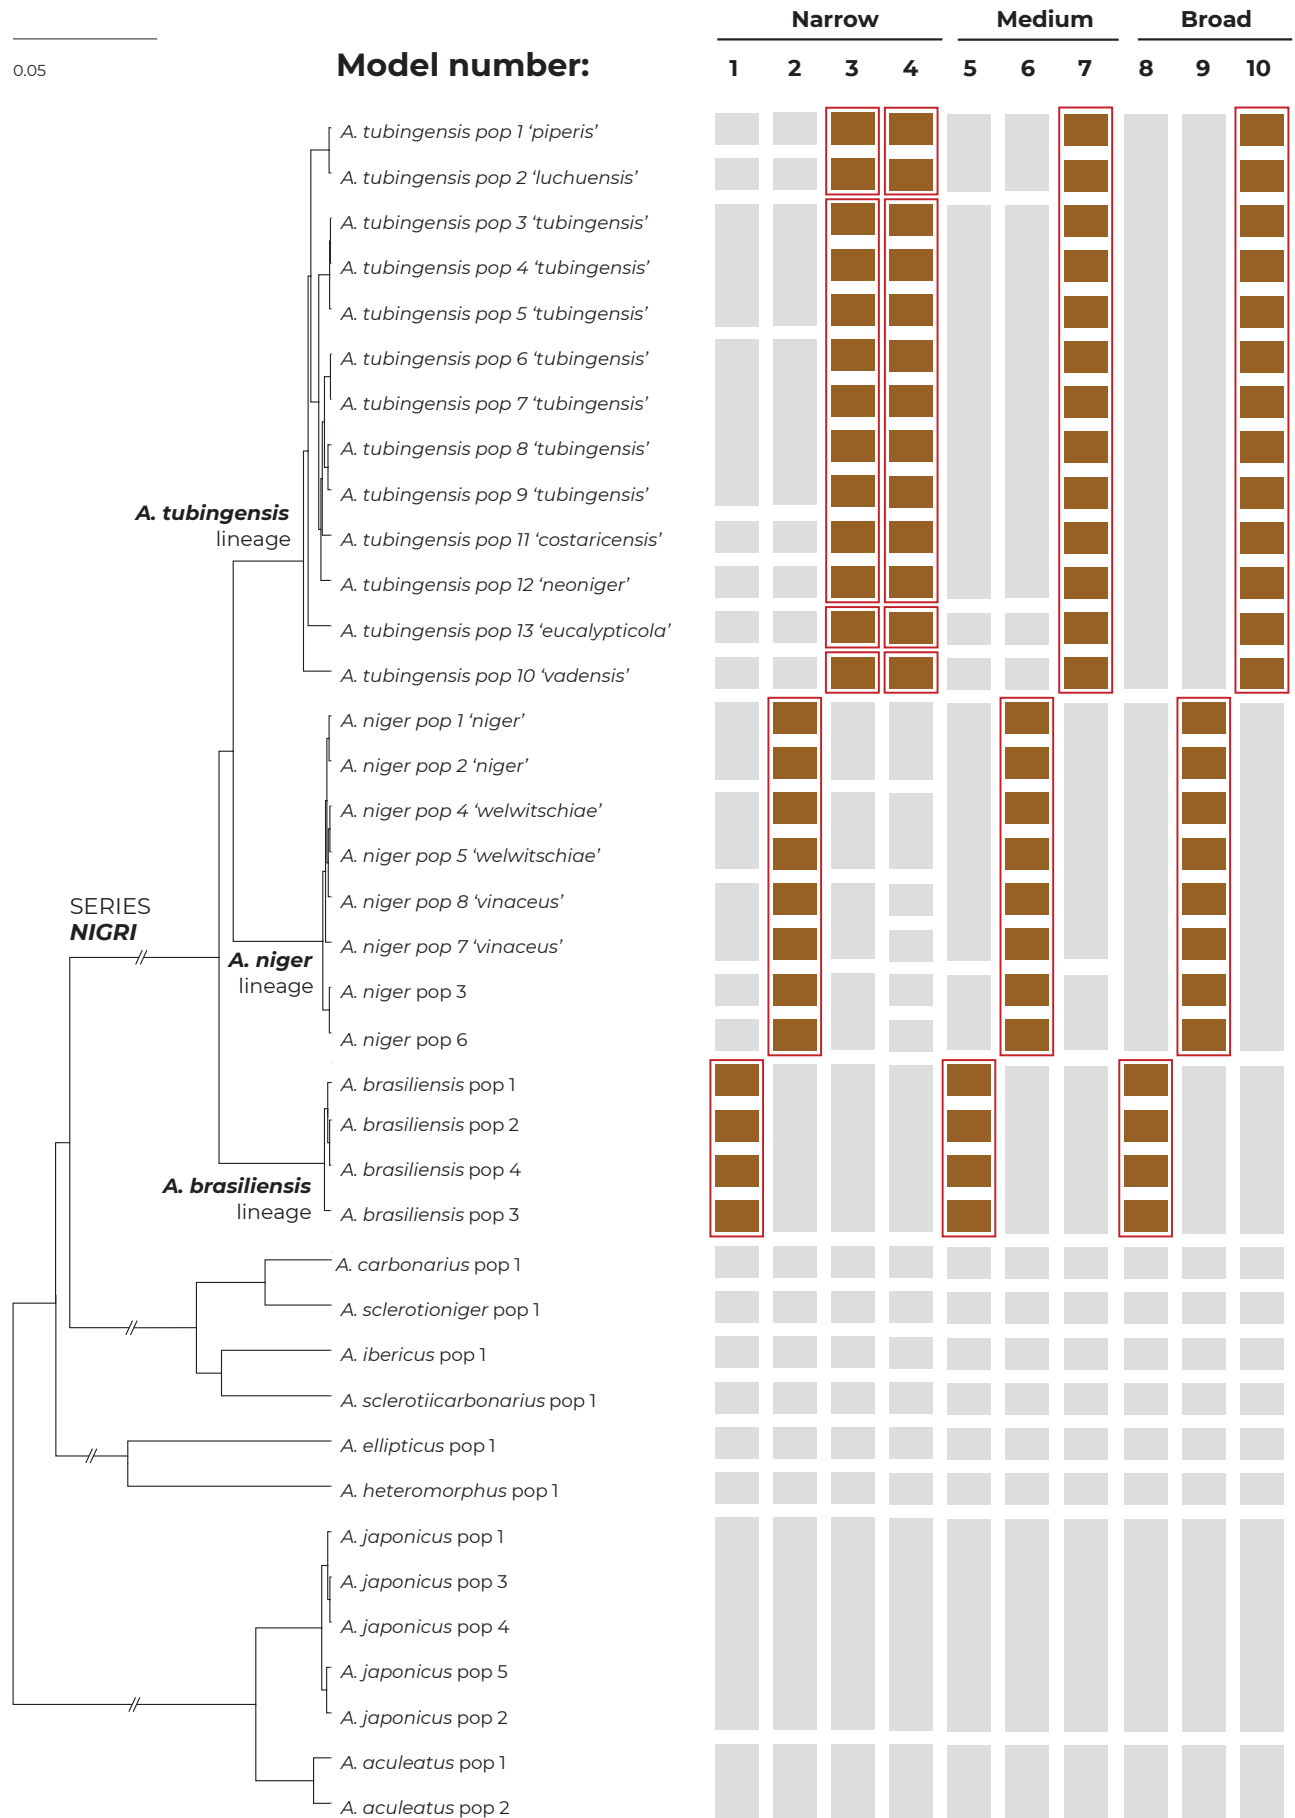 Narrow Medium Broad
0.05
Model number: 1 2 3 4 5 6 7 8 9 10
A. tubingensis pop 1 ‘piperis’
A. tubingensis pop 2 ‘luchuensis’
A. tubingensis pop 3 ‘tubingensis’
A. tubingensis pop 4 ‘tubingensis’
A. tubingensis pop 5 ‘tubingensis’
A. tubingensis pop 6 ‘tubingensis’
A. tubingensis pop 7 ‘tubingensis’
A. tubingensis pop 8 ‘tubingensis’
A. tubingensis pop 9 ‘tubingensis’
A. tubingensis
lineage
A. tubingensis pop 11 ‘costaricensis’
A. tubingensis pop 12 ‘neoniger’
A. tubingensis pop 13 ‘eucalypticola’
A. tubingensis pop 10 ‘vadensis’
A. niger pop 1 ‘niger’
A. niger pop 2 ‘niger’
A. niger pop 4 ‘welwitschiae’
A. niger pop 5 ‘welwitschiae’
A. niger pop 8 ‘vinaceus’
SERIES
NIGRI
A. niger pop 7 ‘vinaceus’
A. niger
lineage
A. niger pop 3
A. niger pop 6
A. brasiliensis pop 1
A. brasiliensis pop 2
A. brasiliensis pop 4
A. brasiliensis
lineage
A. brasiliensis pop 3
A. carbonarius pop 1
A. sclerotioniger pop 1
A. ibericus pop 1
A. sclerotiicarbonarius pop 1
A. ellipticus pop 1
A. heteromorphus pop 1
A. japonicus pop 1
A. japonicus pop 3
A. japonicus pop 4
A. japonicus pop 5
A. japonicus pop 2
A. aculeatus pop 1
A. aculeatus pop 2